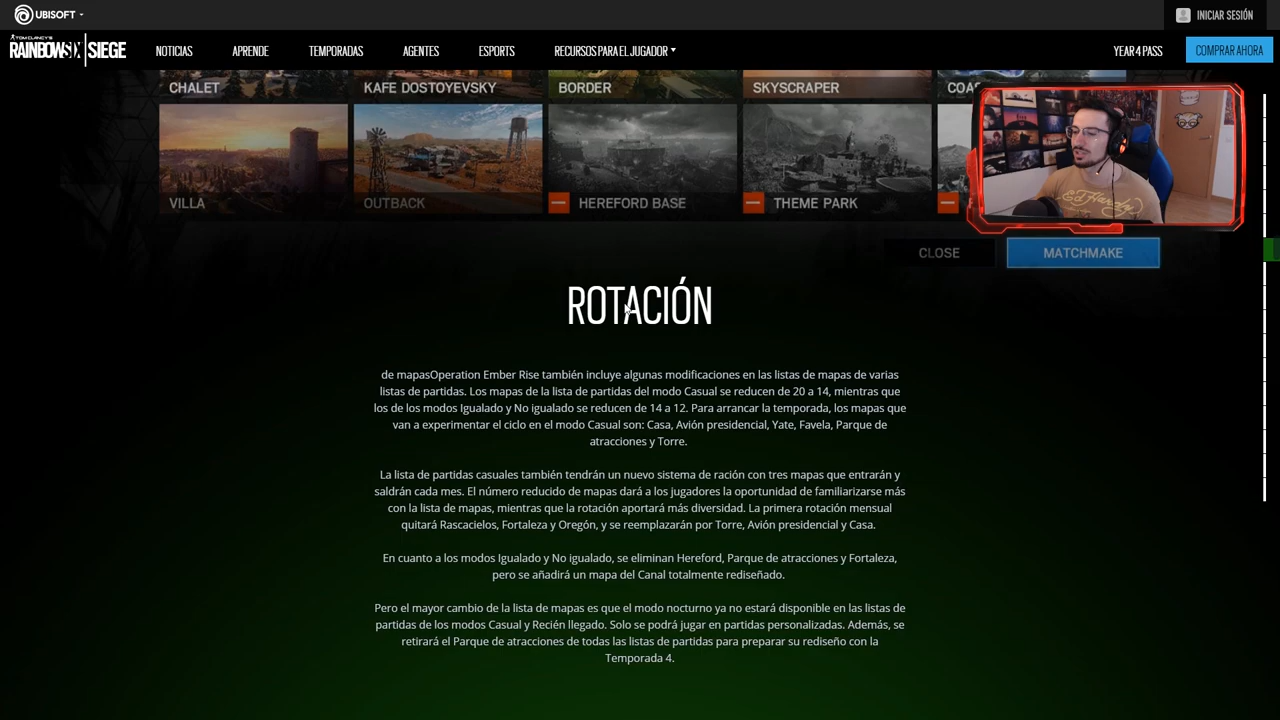 UBISOFT
INICIAR SESIÓN
TOM CLANCY'S
RAINBOWSIX | SIEGE
NOTICIAS
APRENDE
TEMPORADAS
AGENTES
ESPORTS
RECURSOS PARA EL JUGADOR
YEAR 4 PASS
COMPRAR AHORA
CHALET
KAFE DOSTOYEVSKY
BORDER
SKYSCRAPER
VILLA
OUTBACK
HEREFORD BASE
THEME PARK
Ed Hardy
CLOSE
MATCHMAKE
ROTACIÓN
de mapasOperation Ember Rise también incluye algunas modificaciones en las listas de mapas de varias
listas de partidas. Los mapas de la lista de partidas del modo Casual se reducen de 20 a 14, mientras que
los de los modos Igualado y No igualado se reducen de 14 a 12. Para arrancar la temporada, los mapas que
van a experimentar el ciclo en el modo Casual son: Casa, Avión presidencial, Yate, Favela, Parque de
atracciones y Torre.
La lista de partidas casuales también tendrán un nuevo sistema de ración con tres mapas que entrarán y
saldrán cada mes. El número reducido de mapas dará a los jugadores la oportunidad de familiarizarse más
con la lista de mapas, mientras que la rotación aportará más diversidad. La primera rotación mensual
quitará Rascacielos, Fortaleza y Oregón, y se reemplazarán por Torre, Avión presidencial y Casa.
En cuanto a los modos Igualado y No igualado, se eliminan Hereford, Parque de atracciones y Fortaleza,
pero se añadirá un mapa del Canal totalmente rediseñado.
Pero el mayor cambio de la lista de mapas es que el modo nocturno ya no estará disponible en las listas de
partidas de los modos Casual y Recién llegado. Solo se podrá jugar en partidas personalizadas. Además, se
retirará el Parque de atracciones de todas las listas de partidas para preparar su rediseño con la
Temporada 4.